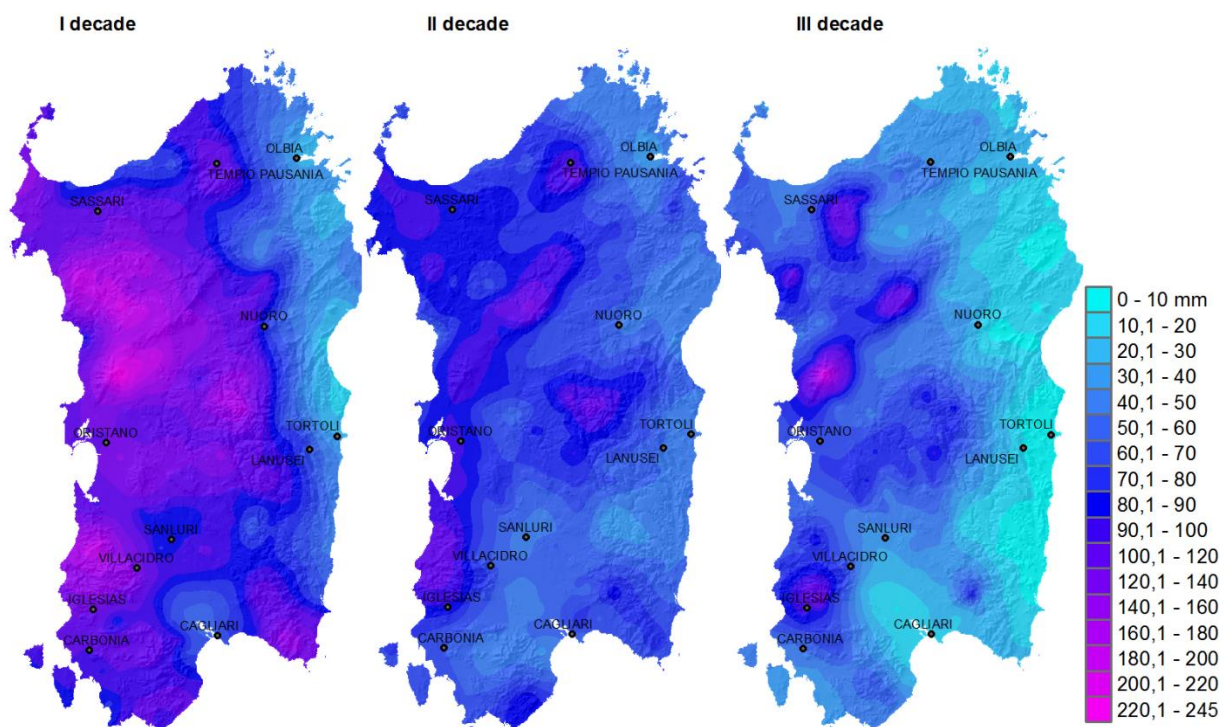 I decade
II decade
III decade
OLBIA
TEMPIO PAUSANIA
SASSARI
NUORO
ORISTANO
TORTOLI
LANUSEI
SANLURI
VILLACIDRO
IGLESIAS
CAGLIARI
CARBONIA
OLBIA
TEMPIO PAUSANIA
SASSARI
NUORO
ORISTANO
TORTOLI
LANUSEI
SANLURI
VILLACIDRO
IGLESIAS
CAGLIARI
CARBONIA
OLBIA
TEMPIO PAUSANIA
SASSARI
NUORO
ORISTANO
TORTOLI
LANUSEI
SANLURI
VILLACIDRO
IGLESIAS
CAGLIARI
CARBONIA
0 - 10 mm
10,1 - 20
20,1 - 30
30,1 - 40
40,1 - 50
50,1 - 60
60,1 - 70
70,1 - 80
80,1 - 90
90,1 - 100
100,1 - 120
120,1 - 140
140,1 - 160
160,1 - 180
180,1 - 200
200,1 - 220
220,1 - 245